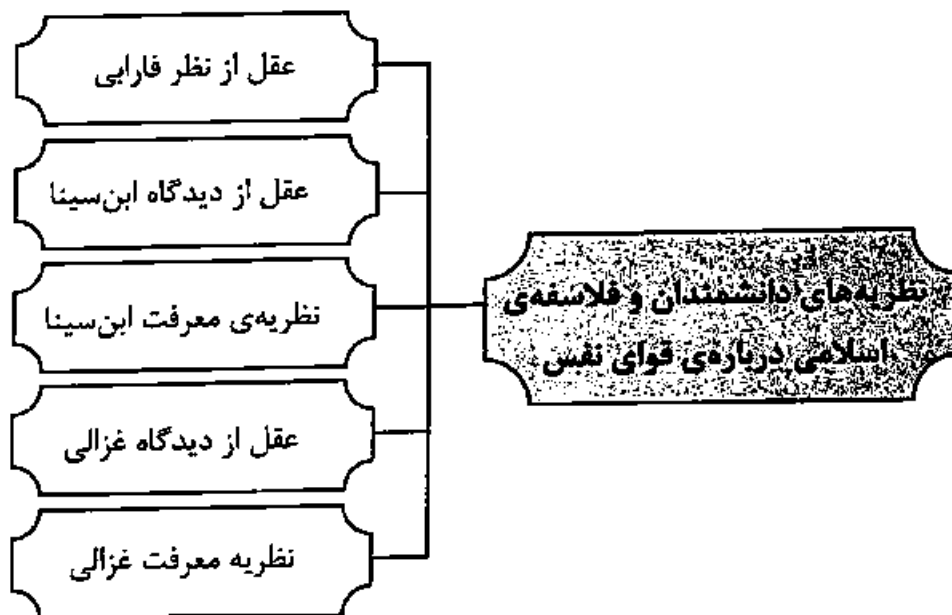 نظریه‌های دانشمندان و فلاسفه‌ی
اسلامی درباره‌ی قوای نفس
عقل از نظر فارابی
عقل از دیدگاه ابن‌سینا
نظریه‌ی معرفت ابن‌سینا
عقل از دیدگاه غزالی
نظریه معرفت غزالی